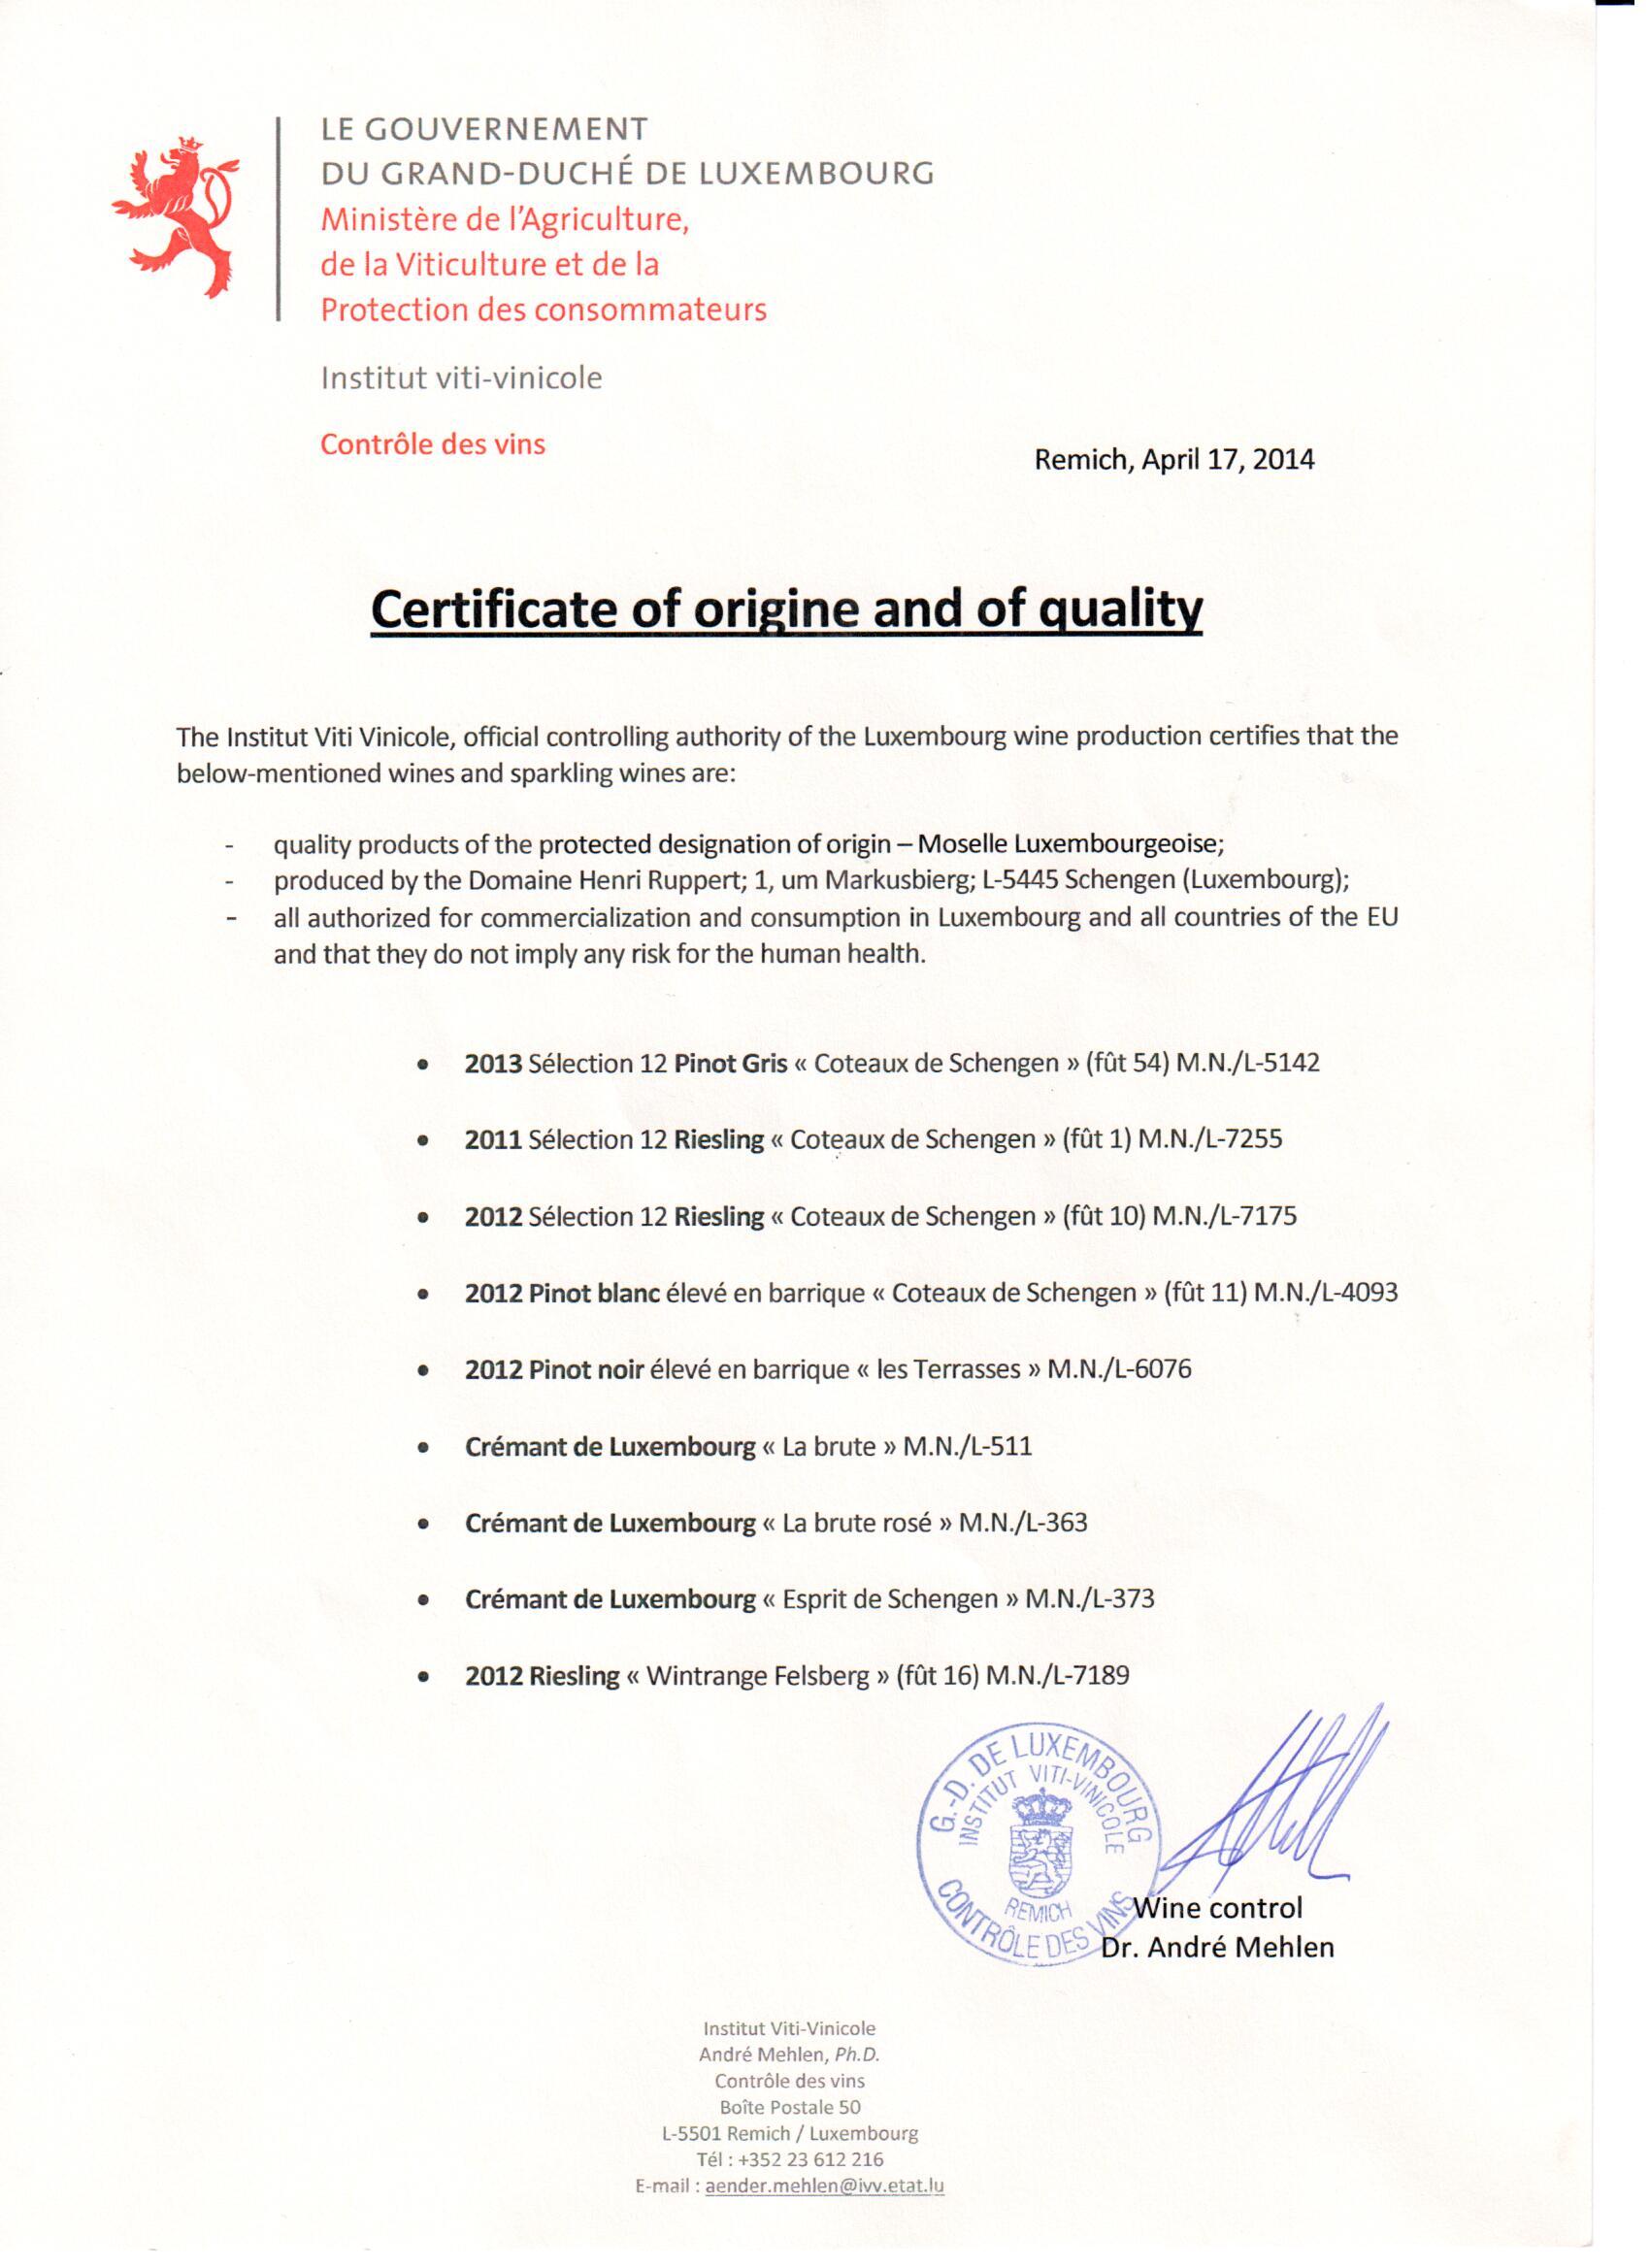 LE GOUVERNEMENT
DU GRAND-DUCHÉ DE LUXEMBOURG
Ministère de l'Agriculture,
de la Viticulture et de la
Protection des consommateurs
Institut viti-vinicole
Contrôle des vins
Remich, April 17, 2014
Certificate of origine and of quality
The Institut Viti Vinicole, official controlling authority of the Luxembourg wine production certifies that the
below-mentioned wines and sparkling wines are:
- quality products of the protected designation of origin – Moselle Luxembourgeoise;
- produced by the Domaine Henri Ruppert; 1, um Markusbierg; L-5445 Schengen (Luxembourg);
- all authorized for commercialization and consumption in Luxembourg and all countries of the EU
and that they do not imply any risk for the human health.
• 2013 Sélection 12 Pinot Gris « Coteaux de Schengen » (fût 54) M.N./L-5142
• 2011 Sélection 12 Riesling « Coteaux de Schengen » (fût 1) M.N./L-7255
• 2012 Sélection 12 Riesling « Coteaux de Schengen » (fût 10) M.N./L-7175
• 2012 Pinot blanc élevé en barrique « Coteaux de Schengen » (fût 11) M.N./L-4093
• 2012 Pinot noir élevé en barrique « les Terrasses » M.N./L-6076
• Crémant de Luxembourg « La brute » M.N./L-511
• Crémant de Luxembourg « La brute rosé » M.N./L-363
• Crémant de Luxembourg « Esprit de Schengen » M.N./L-373
• 2012 Riesling « Wintrange Felsberg » (fût 16) M.N./L-7189
G.-D. DE LUXEMBOURG
INSTITUT VITI-VINICOLE
REMICH
CONTRÔLE DES VINS
Wine control
Dr. André Mehlen
Institut Viti-Vinicole
André Mehlen, Ph.D.
Contrôle des vins
Boîte Postale 50
L-5501 Remich / Luxembourg
Tél : +352 23 612 216
E-mail : aender.mehlen@ivv.etat.lu